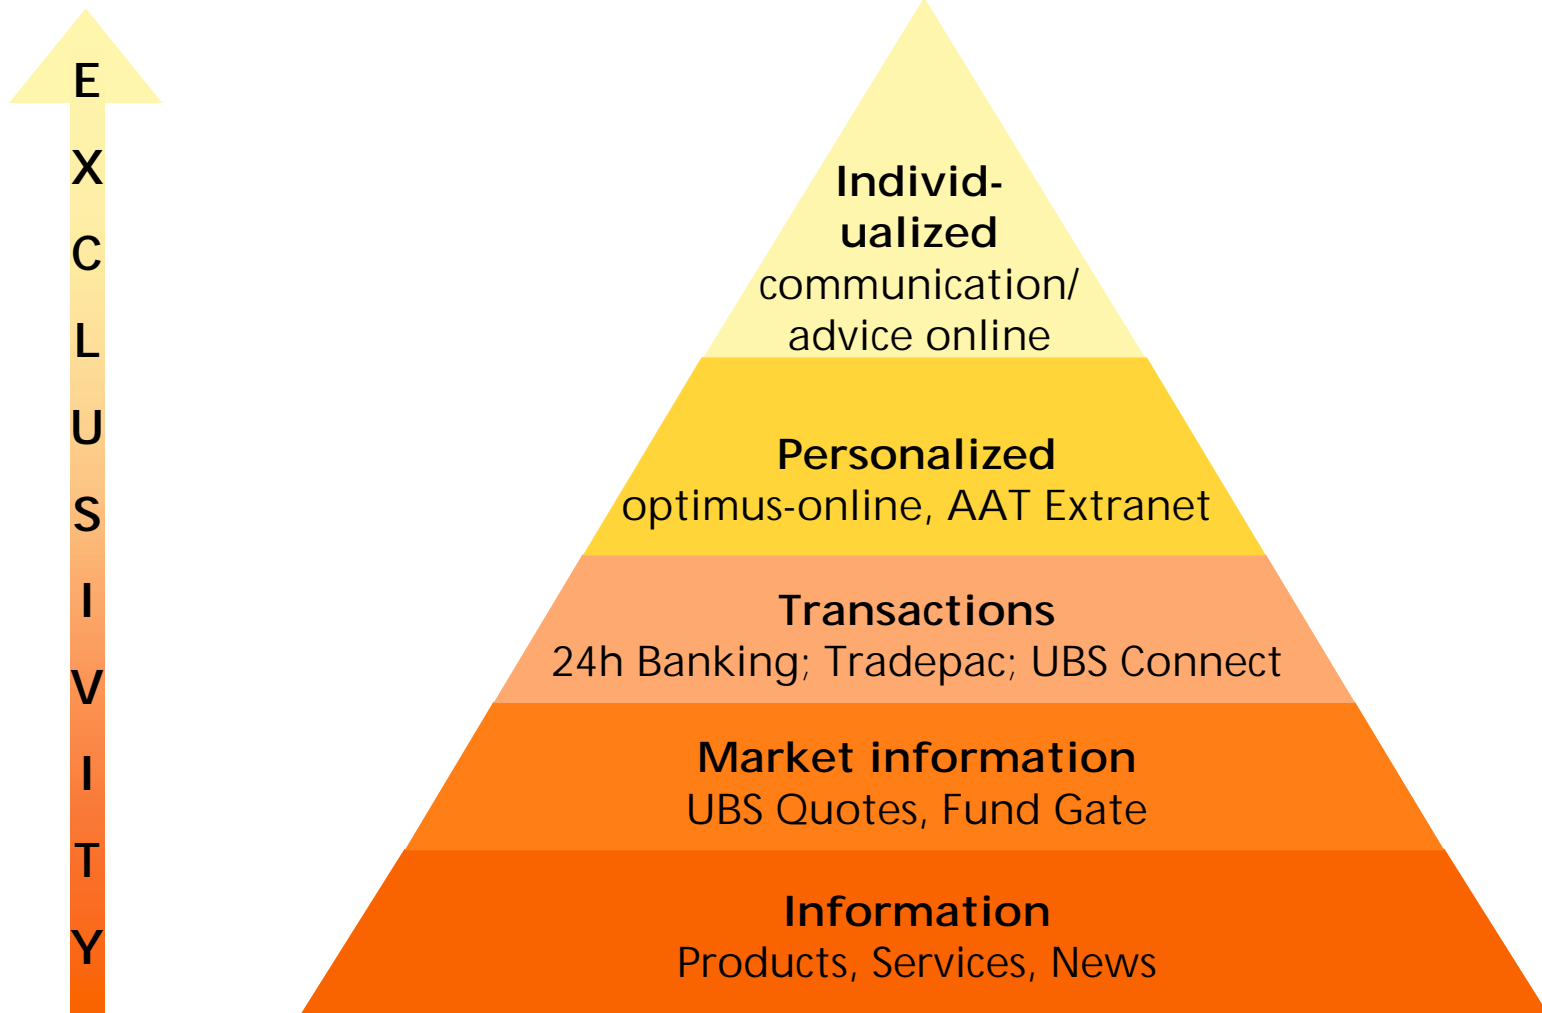 E
X
C
L
U
S
I
V
I
T
Y
Individ-
ualized
communication/
advice online
Personalized
optimus-online, AAT Extranet
Transactions
24h Banking; Tradepac; UBS Connect
Market information
UBS Quotes, Fund Gate
Information
Products, Services, News